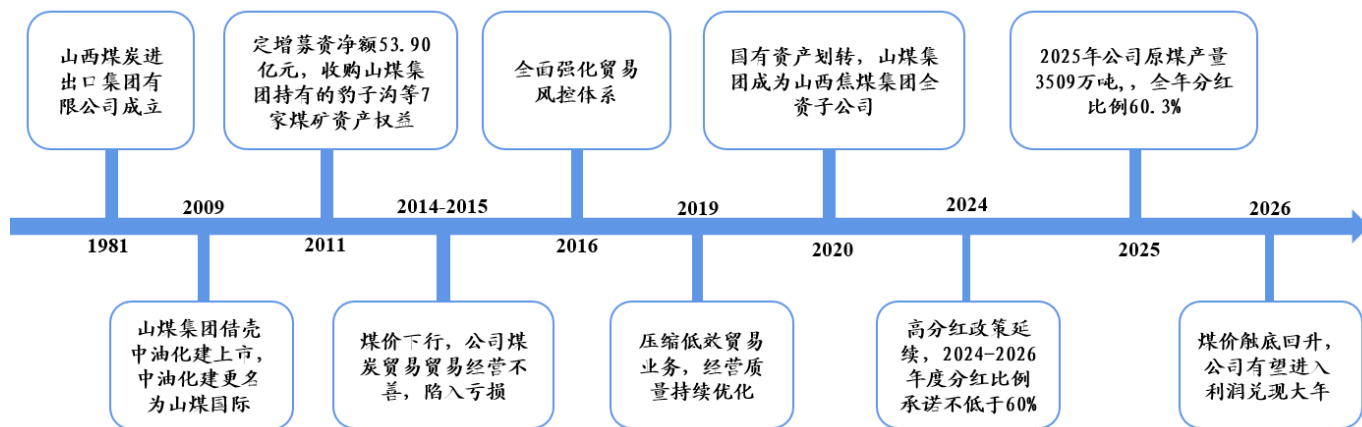 山西煤炭进
出口集团有
限公司成立
定增募资净额53.90
亿元，收购山煤集
团持有的豹子沟等7
家煤矿资产权益
全面强化贸易
风控体系
国有资产划转，山煤集
团成为山西焦煤集团全
资子公司
2025年公司原煤产量
3509万吨,，全年分红
比例60.3%
2009
2014-2015
2019
2024
2026
1981
2011
2016
2020
2025
山煤集团借壳
中油化建上市，
中油化建更名
为山煤国际
煤价下行，公司煤
炭贸易贸易经营不
善，陷入亏损
压缩低效贸易
业务，经营质
量持续优化
高分红政策延
续，2024-2026
年度分红比例
承诺不低于60%
煤价触底回升，
公司有望进入
利润兑现大年